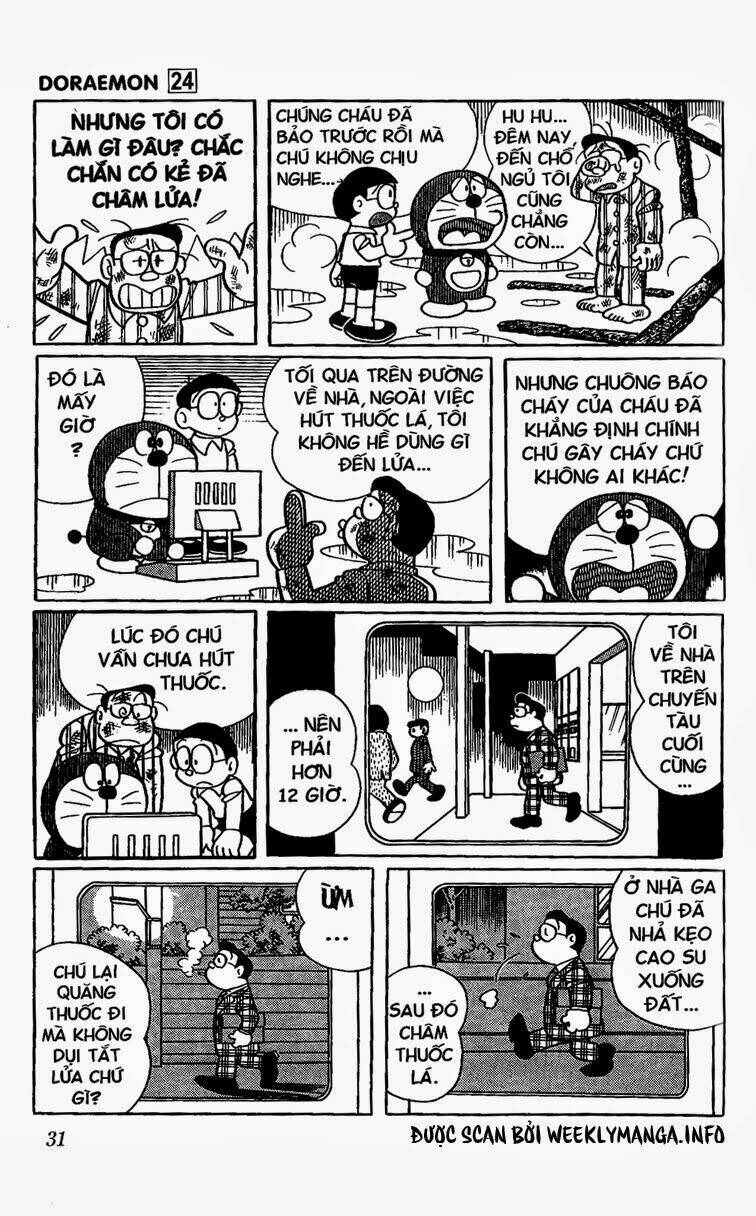 DORAEMON 24
NHƯNG TÔI CÓ
LÀM GÌ ĐÂU? CHẮC
CHẮN CÓ KẺ ĐÃ
CHÂM LỬA!
CHÚNG CHÁU ĐÃ
BẢO TRƯỚC RỒI MÀ
CHÚ KHÔNG CHỊU
NGHE...
HU HU...
ĐÊM NAY
ĐẾN CHỖ
NGỦ TÔI
CŨNG
CHẲNG
CÒN...
ĐÓ LÀ
MẤY
GIỜ
?
TỐI QUA TRÊN ĐƯỜNG
VỀ NHÀ, NGOÀI VIỆC
HÚT THUỐC LÁ, TÔI
KHÔNG HỀ DÙNG GÌ
ĐẾN LỬA...
NHƯNG CHUÔNG BÁO
CHÁY CỦA CHÁU ĐÃ
KHẲNG ĐỊNH CHÍNH
CHÚ GÂY CHÁY CHỨ
KHÔNG AI KHÁC!
LÚC ĐÓ CHÚ
VẪN CHƯA HÚT
THUỐC.
... NÊN
PHẢI
HƠN
12 GIỜ.
TÔI
VỀ NHÀ
TRÊN
CHUYẾN
TÀU
CUỐI
CÙNG
...
CHÚ LẠI
QUĂNG
THUỐC ĐI
MÀ KHÔNG
DỤI TẮT
LỬA CHỨ
GÌ?
ỪM
...
...
SAU ĐÓ
CHÂM
THUỐC
LÁ.
Ở NHÀ GA
CHÚ ĐÃ
NHẢ KẸO
CAO SU
XUỐNG
ĐẤT...
31
ĐƯỢC SCAN BỞI WEEKLYMANGA.INFO